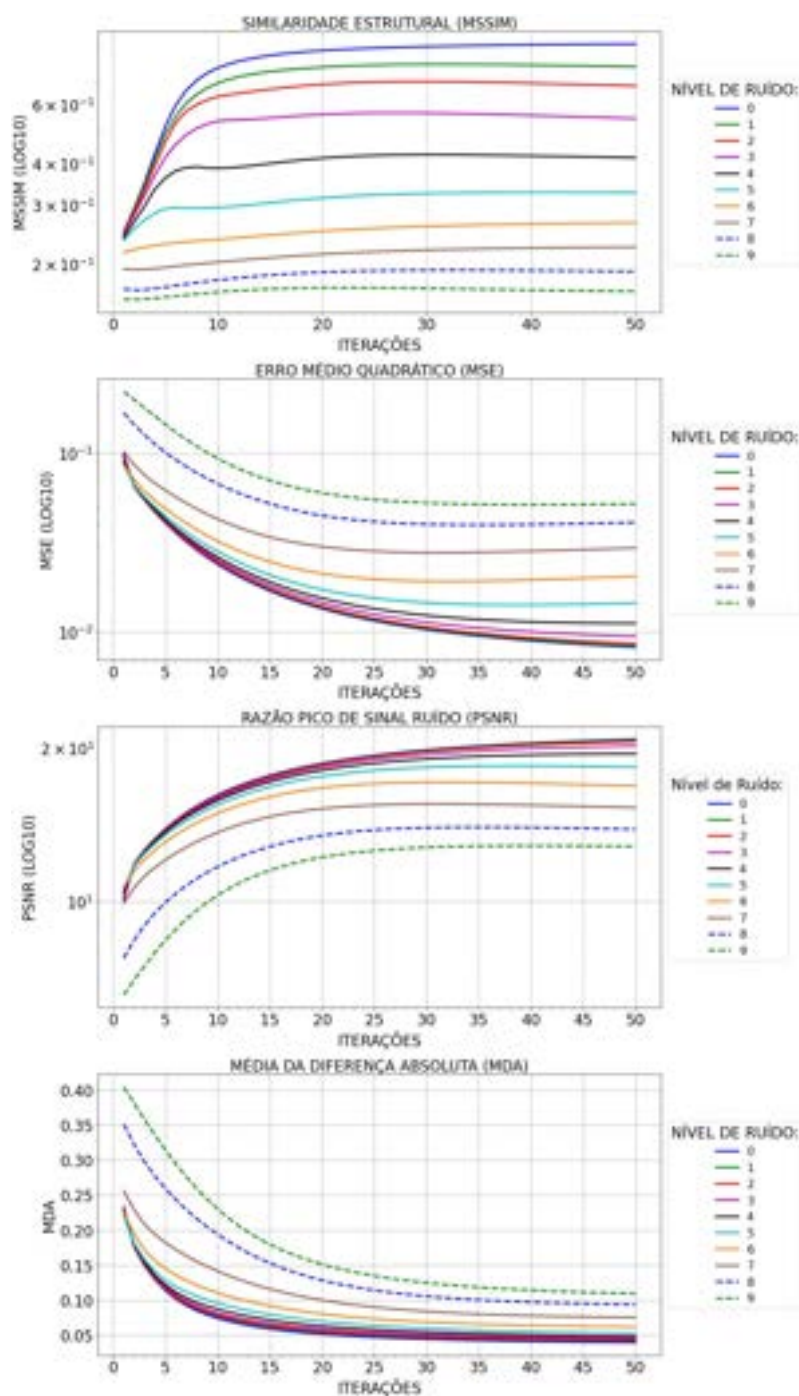 SIMILARIDADE ESTRUTURAL (MSSIM)
MSSIM (LOG10)
6 × 10⁻¹
4 × 10⁻¹
3 × 10⁻¹
2 × 10⁻¹
0 5 10 15 20 25 30 35 40 45 50
ITERAÇÕES
NÍVEL DE RUÍDO:
0
1
2
3
4
5
6
7
8
9
ERRO MÉDIO QUADRÁTICO (MSE)
MSE (LOG10)
10⁻¹
10⁻²
0 5 10 15 20 25 30 35 40 45 50
ITERAÇÕES
NÍVEL DE RUÍDO:
0
1
2
3
4
5
6
7
8
9
RAZÃO PICO DE SINAL RUÍDO (PSNR)
PSNR (LOG10)
2 × 10¹
10¹
0 5 10 15 20 25 30 35 40 45 50
ITERAÇÕES
Nível de Ruído:
0
1
2
3
4
5
6
7
8
9
MÉDIA DA DIFERENÇA ABSOLUTA (MDA)
MDA
0.40
0.35
0.30
0.25
0.20
0.15
0.10
0.05
0 5 10 15 20 25 30 35 40 45 50
ITERAÇÕES
NÍVEL DE RUÍDO:
0
1
2
3
4
5
6
7
8
9